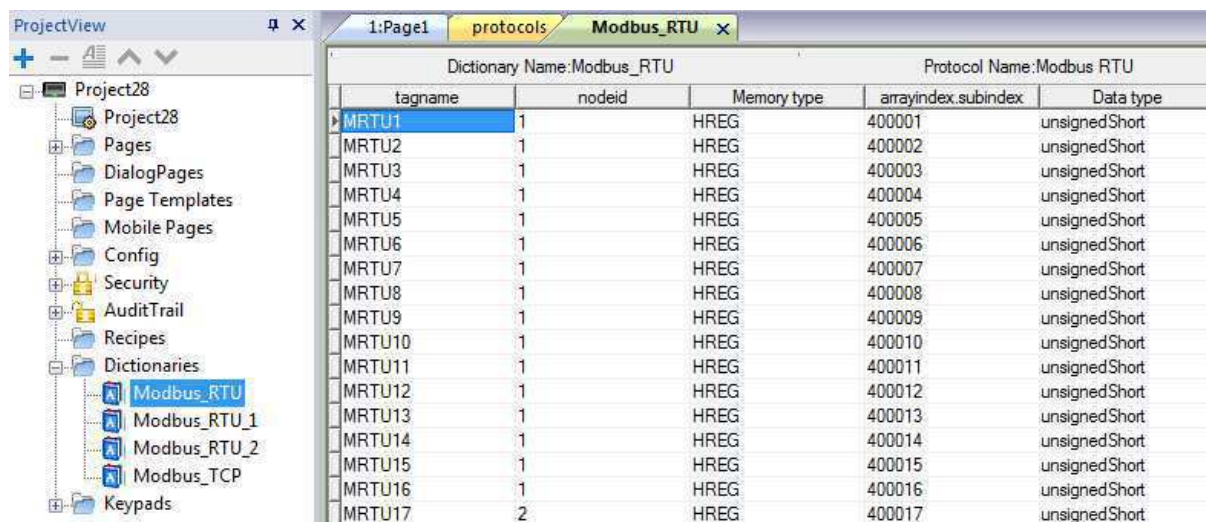 ProjectView
Project28
Project28
Pages
DialogPages
Page Templates
Mobile Pages
Config
Security
AuditTrail
Recipes
Dictionaries
Modbus_RTU
Modbus_RTU_1
Modbus_RTU_2
Modbus_TCP
Keypads
1:Page1 protocols Modbus_RTU
Dictionary Name:Modbus_RTU Protocol Name:Modbus RTU
tagname nodeid Memory type arrayindex.subindex Data type
MRTU1 1 HREG 400001 unsignedShort
MRTU2 1 HREG 400002 unsignedShort
MRTU3 1 HREG 400003 unsignedShort
MRTU4 1 HREG 400004 unsignedShort
MRTU5 1 HREG 400005 unsignedShort
MRTU6 1 HREG 400006 unsignedShort
MRTU7 1 HREG 400007 unsignedShort
MRTU8 1 HREG 400008 unsignedShort
MRTU9 1 HREG 400009 unsignedShort
MRTU10 1 HREG 400010 unsignedShort
MRTU11 1 HREG 400011 unsignedShort
MRTU12 1 HREG 400012 unsignedShort
MRTU13 1 HREG 400013 unsignedShort
MRTU14 1 HREG 400014 unsignedShort
MRTU15 1 HREG 400015 unsignedShort
MRTU16 1 HREG 400016 unsignedShort
MRTU17 2 HREG 400017 unsignedShort